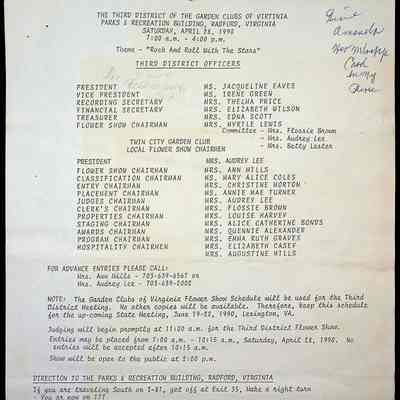 THE THIRD DISTRICT OF THE GARDEN CLUBS OF VIRTINIA
PARKS & RECREATION BUILDING, RADFORD, VIRGINIA
SATURDAY, APRIL 28, 1990
7:00 a.m. - 4:00 p.m.
Theme - "Rock And Roll With The Stars"
THIRD DISTRICT OFFICERS
PRESIDENT MS. JACQUELINE EAVES
VICE PRESIDENT MS. IRENE GREEN
RECORDING SECRETARY MRS. THELMA PRICE
FINANCIAL SECRETARY MRS. ELIZABETH WILSON
TREASURER MRS. EDNA SCOTT
FLOWER SHOW CHAIRMAN MRS. MYRTLE LEWIS
Committee - Mrs. Flossie Brown
- Mrs. Audrey Lee
- Mrs. Betty Laster
TWIN CITY GARDEN CLUB
LOCAL FLOWER SHOW CHAIRMEN
PRESIDENT MRS. AUDREY LEE
FLOWER SHOW CHAIRMAN MRS. ANN HILLS
CLASSIFICATION CHAIRMAN MS. MARY ALICE COLES
ENTRY CHAIRMAN MRS. CHRISTINE HORTON
PLACEMENT CHAIRMAN MS. ANNIE MAE TURNER
JUDGES CHAIRMAN MRS. AUDREY LEE
CLERK'S CHAIRMAN MRS. FLOSSIE BROWN
PROPERTIES CHAIRMAN MRS. LOUISE HARVEY
STAGING CHAIRMAN MRS. ALICE CATHERINE BONDS
AWARDS CHAIRMAN MRS. QUENNIE ALEXANDER
PROGRAM CHAIRMAN MRS. EMMA RUTH GRAVES
HOSPITALITY CHAIRMEN MRS. ELIZABETH CASEY
MRS. AUGUSTINE HILLS
FOR ADVANCE ENTRIES PLEASE CALL:
Mrs. Ann Hills - 703-639-6567 or
Mrs. Audrey Lee - 703-639-2002
NOTE: The Garden Clubs of Virginia Flower Show Schedule will be used for the Third
District Meeting. No other copies will be available. Therefore, keep this schedule
for the up-coming State Meeting, June 19-22, 1990, Lexington, VA.
Judging will begin promptly at 11:00 a.m. for the Third District Flower Show.
Entries may be placed from 7:00 a.m. - 10:15 a.m., Saturday, April 28, 1990. No
entries will be accepted after 10:15 a.m.
Show will be open to the public at 1:00 p.m.
DIRECTION TO THE PARKS & RECREATION BUILDING, RADFORD, VIRGINIA
If you are traveling South on I-81, get off at Exit 35, Make a right turn